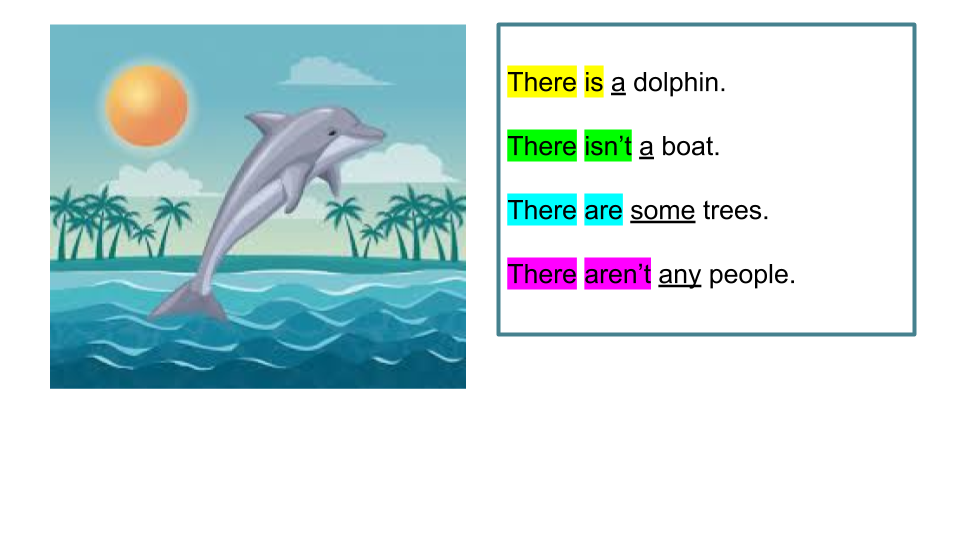 There is a dolphin.
There isn’t a boat.
There are some trees.
There aren’t any people.